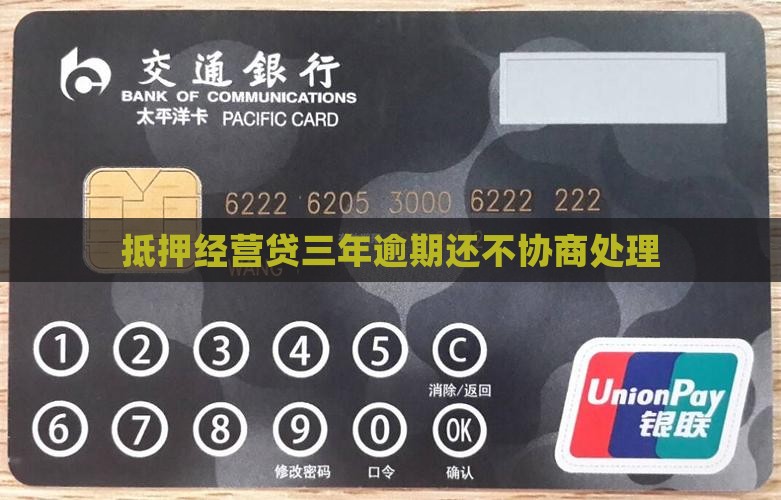 交通銀行
BANK OF COMMUNICATIONS
太平洋卡 PACIFIC CARD
6222 6205 3000 6222 222
抵押经营贷三年逾期还不协商处理
1 2 3 4 5 C
消除/返回
6 7 8 9 0 OK
修改密码 口令 确认
UnionPay
银联